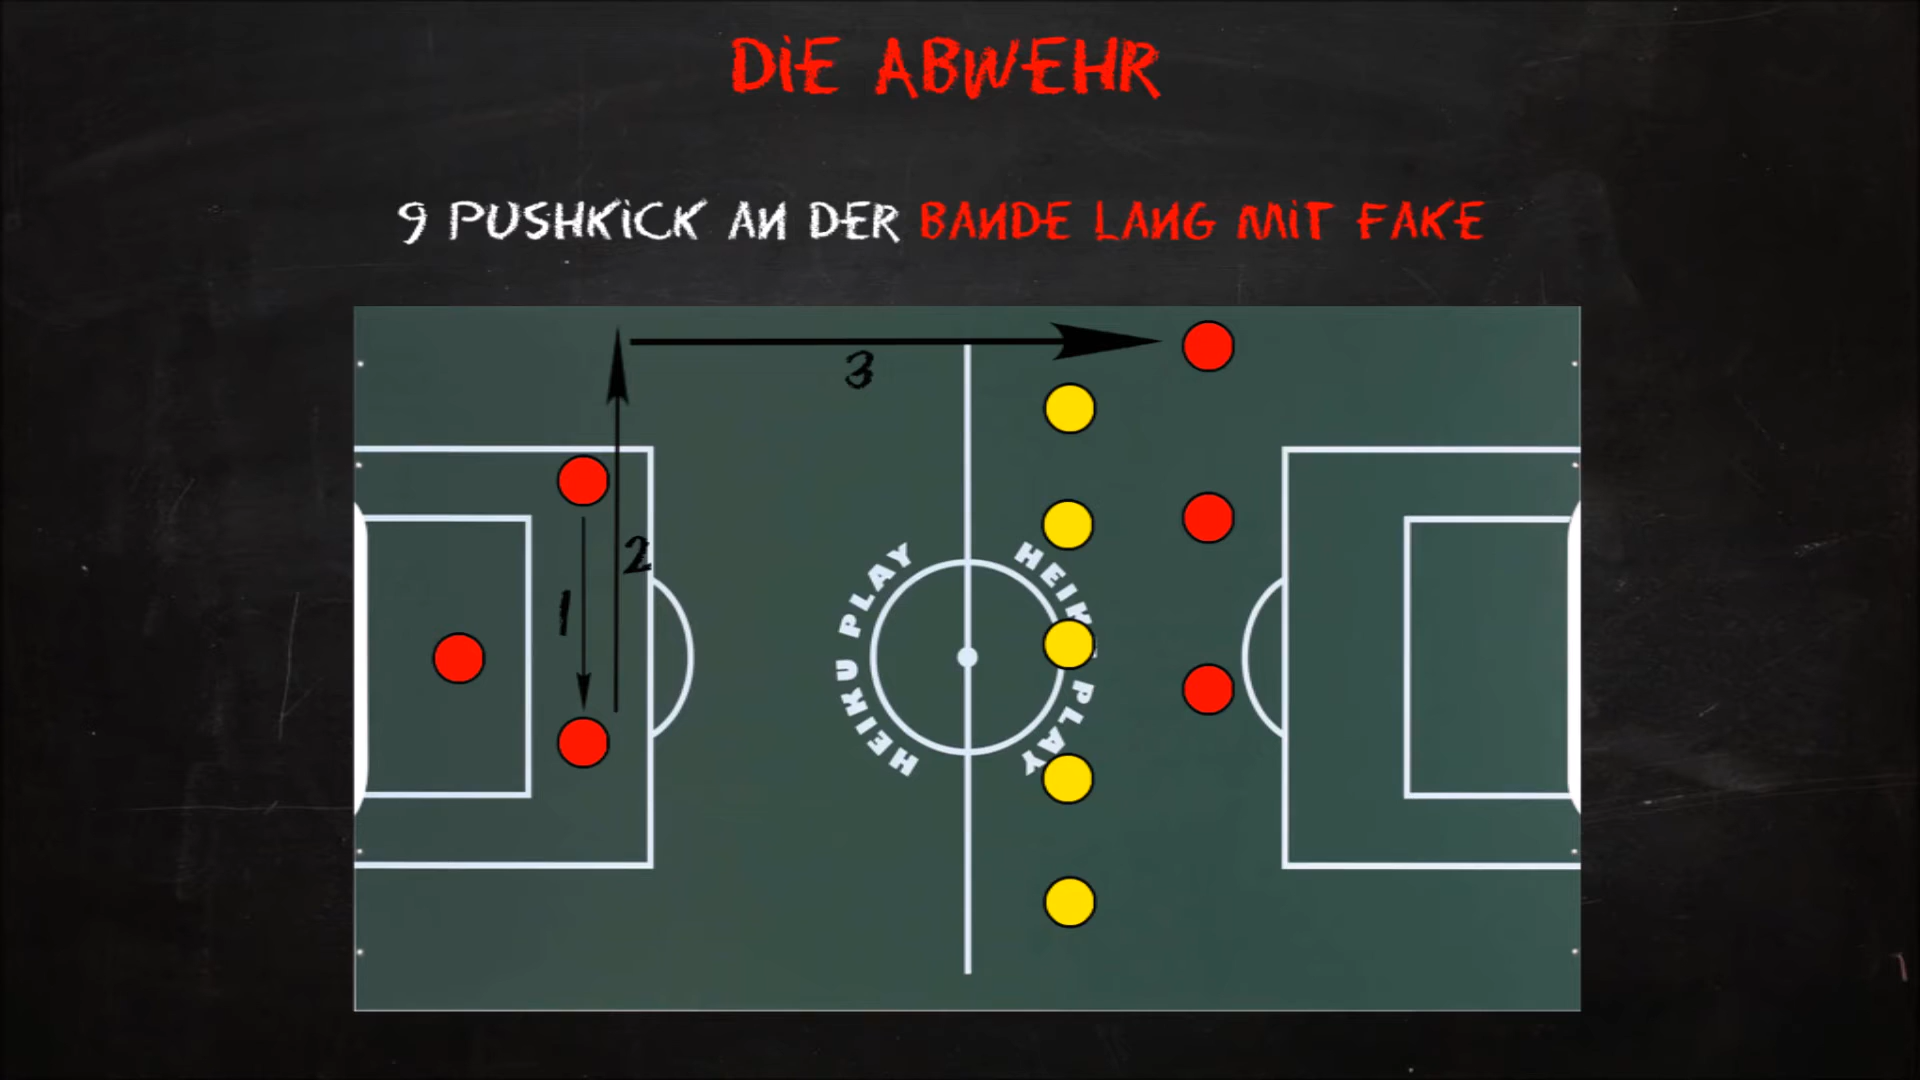 DiE ABWEHR
9 PUSHKiCK AN DER BANDE LANG MiT FAKE
3
2
1
HEIKU PLAY
HEIKU PLAY